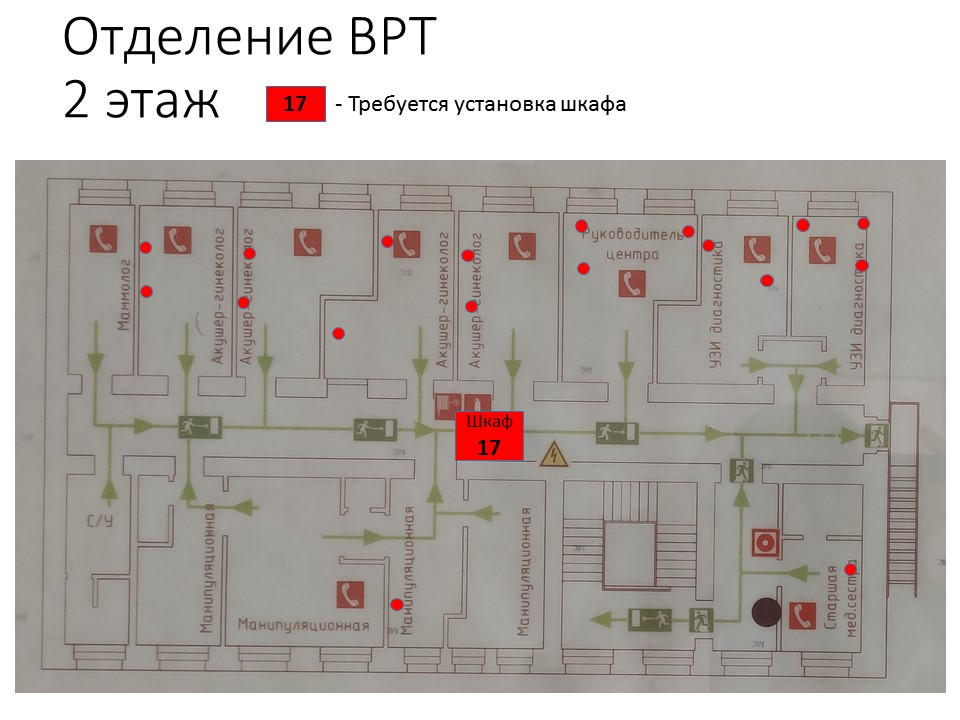 Отделение ВРТ
2 этаж
17
- Требуется установка шкафа
Маммолог
Акушер-гинеколог
Акушер-гинеколог
Акушер-гинеколог
Акушер-гинеколог
Руководитель
центра
УЗИ диагностика
УЗИ диагностика
Шкаф
17
С/У
Манипуляционная
Манипуляционная
Манипуляционная
Манипуляционная
Старшая
мед.сестра